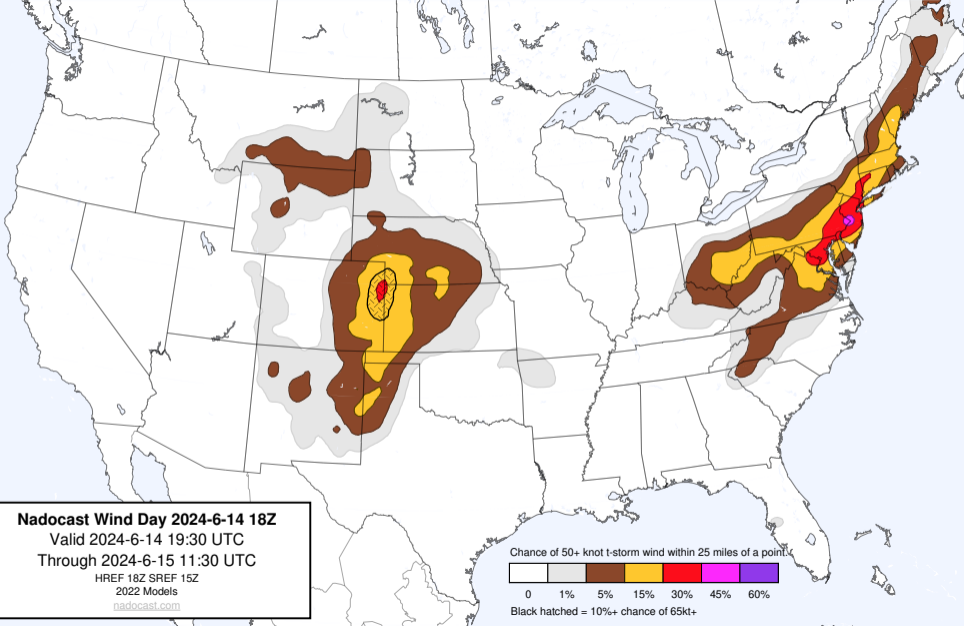 Nadocast Wind Day 2024-6-14 18Z
Valid 2024-6-14 19:30 UTC
Through 2024-6-15 11:30 UTC
HREF 18Z SREF 15Z
2022 Models
nadocast.com
Chance of 50+ knot t-storm wind within 25 miles of a point.
0 1% 5% 15% 30% 45% 60%
Black hatched = 10%+ chance of 65kt+